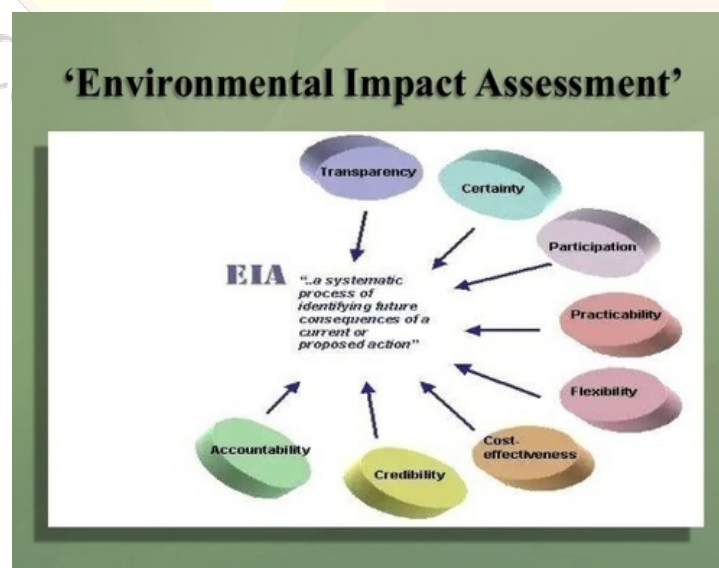 ‘Environmental Impact Assessment’
Transparency
Certainty
Participation
EIA
“..a systematic
process of
identifying future
consequences of a
current or
proposed action”
Practicability
Flexibility
Cost-
effectiveness
Credibility
Accountability